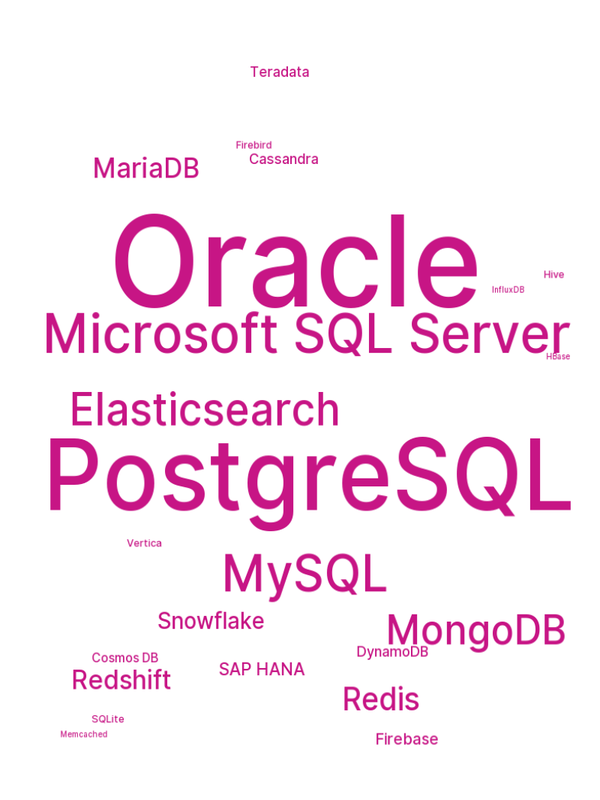 Teradata
Firebird
Cassandra
MariaDB
Oracle
Hive
InfluxDB
Microsoft SQL Server
HBase
Elasticsearch
PostgreSQL
Vertica
MySQL
Snowflake
MongoDB
DynamoDB
Cosmos DB
SAP HANA
Redshift
Redis
SQLite
Memcached
Firebase